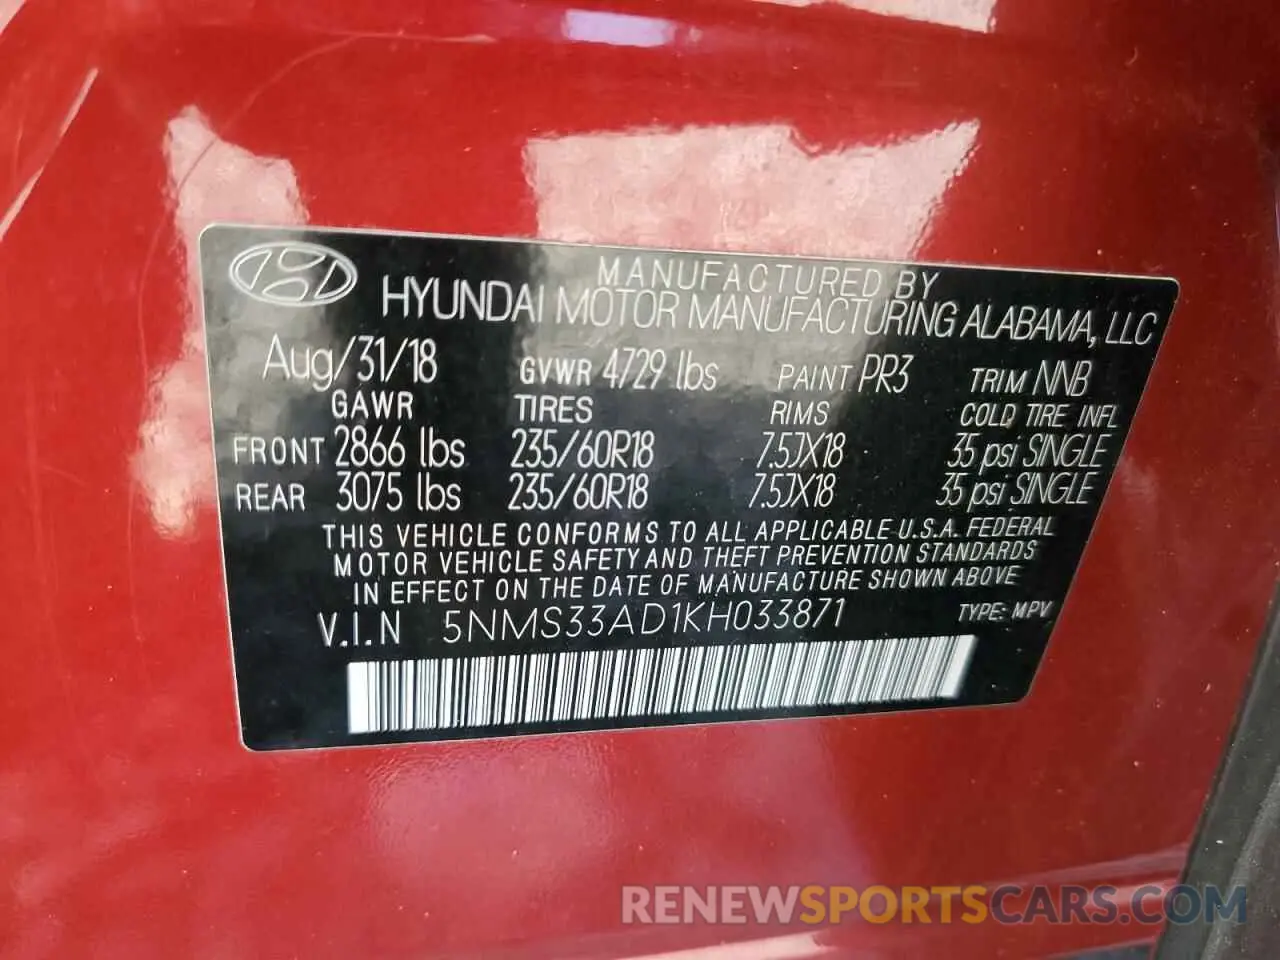 MANUFACTURED BY
HYUNDAI MOTOR MANUFACTURING ALABAMA, LLC
Aug/31/18 GVWR 4729 lbs PAINT PR3 TRIM NNB
GAWR TIRES RIMS COLD TIRE INFL
FRONT 2866 lbs 235/60R18 7.5JX18 35 psi SINGLE
REAR 3075 lbs 235/60R18 7.5JX18 35 psi SINGLE
THIS VEHICLE CONFORMS TO ALL APPLICABLE U.S.A. FEDERAL
MOTOR VEHICLE SAFETY AND THEFT PREVENTION STANDARDS
IN EFFECT ON THE DATE OF MANUFACTURE SHOWN ABOVE
V.I.N 5NMS33AD1KH033871 TYPE: MPV
RENEWSPORTSCARS.COM